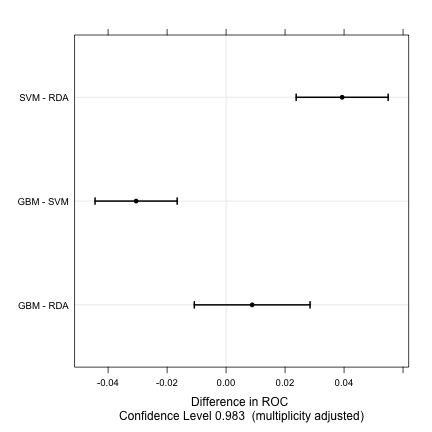 SVM - RDA
GBM - SVM
GBM - RDA
-0.04 -0.02 0.00 0.02 0.04
Difference in ROC
Confidence Level 0.983 (multiplicity adjusted)